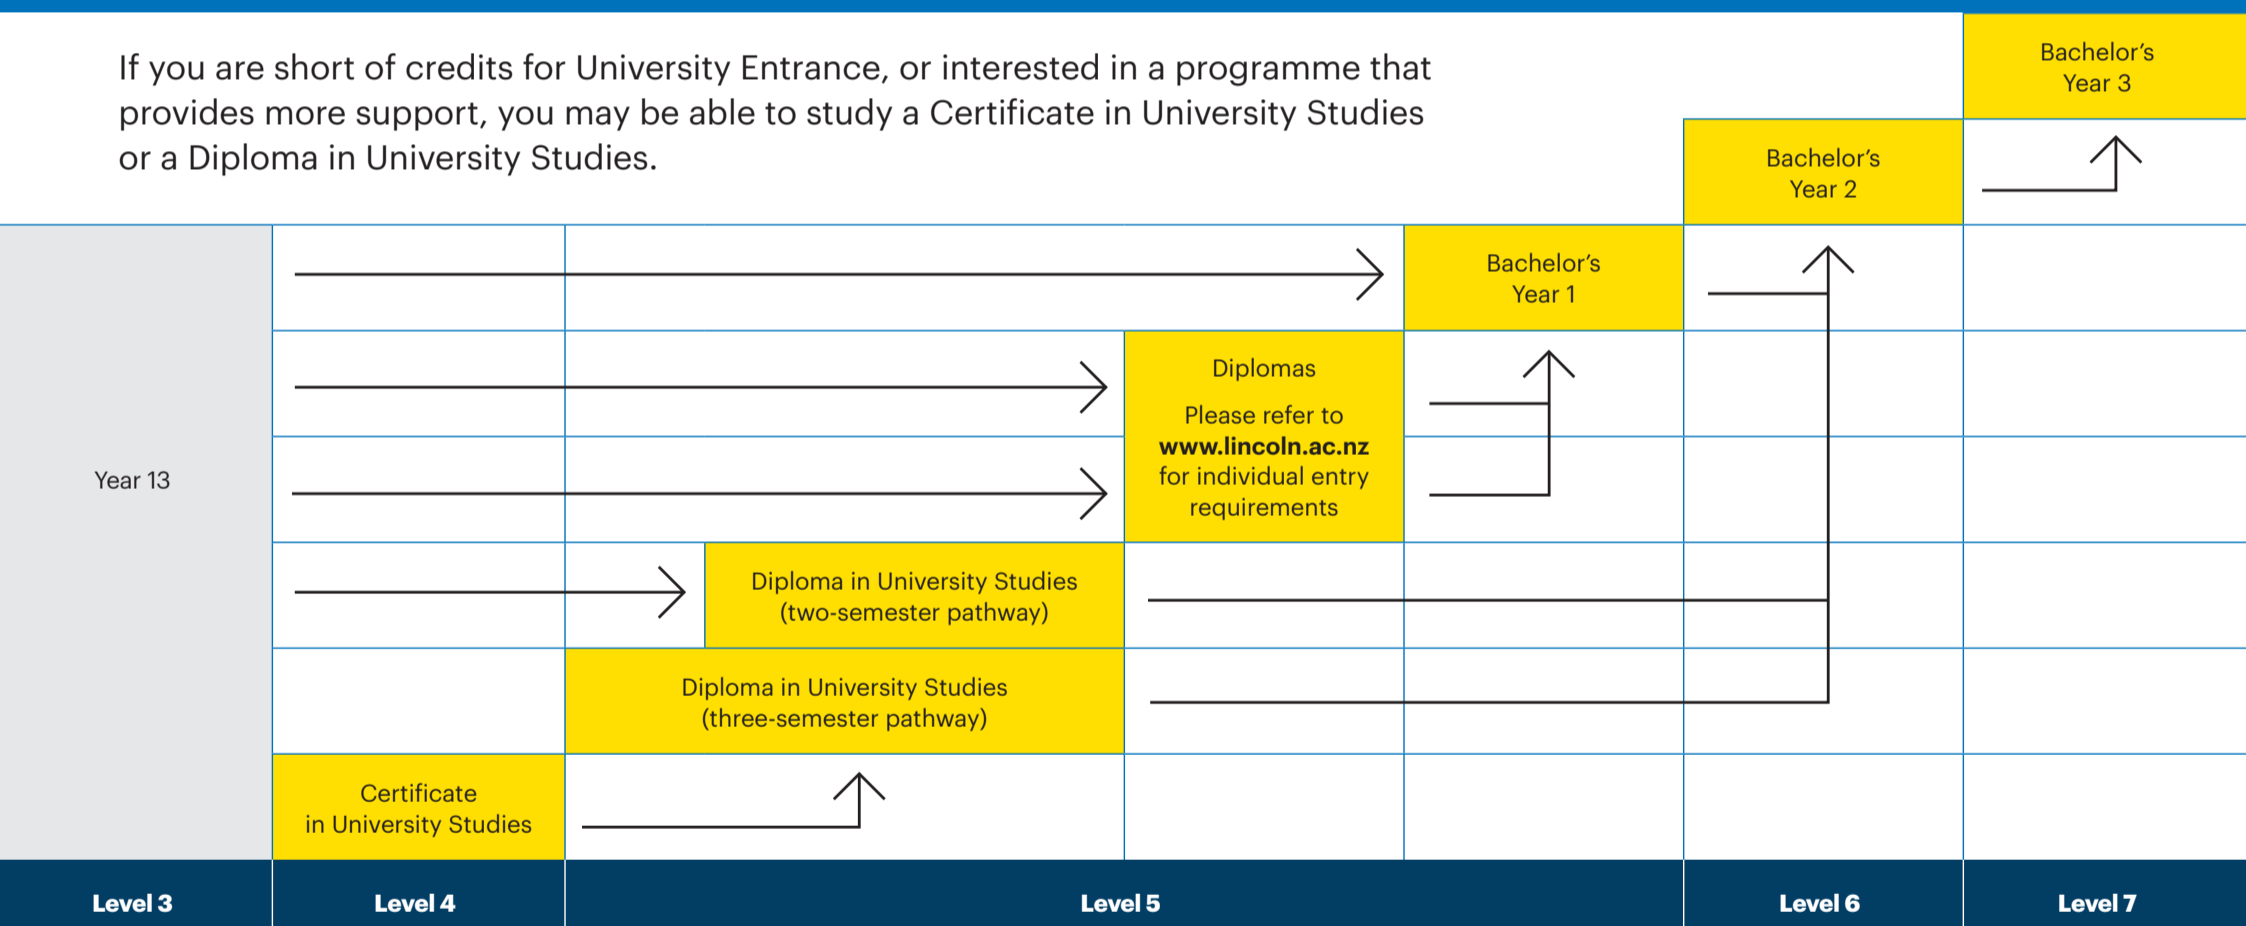 If you are short of credits for University Entrance, or interested in a programme that
provides more support, you may be able to study a Certificate in University Studies
or a Diploma in University Studies.
Bachelor’s
Year 3
Bachelor’s
Year 2
Bachelor’s
Year 1
Diplomas
Please refer to
www.lincoln.ac.nz
for individual entry
requirements
Year 13
Diploma in University Studies
(two-semester pathway)
Diploma in University Studies
(three-semester pathway)
Certificate
in University Studies
Level 3
Level 4
Level 5
Level 6
Level 7